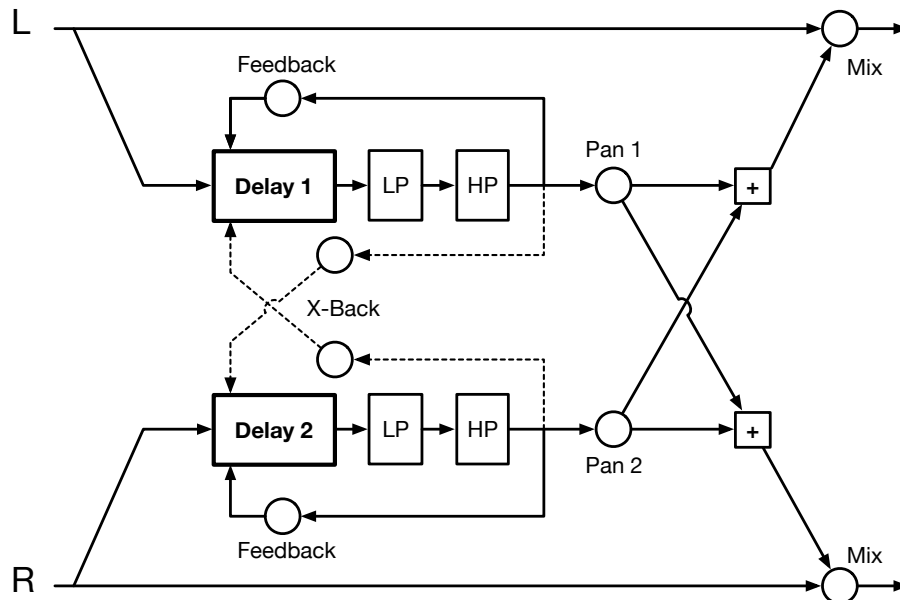 L
Mix
Feedback
Pan 1
Delay 1
LP
HP
+
X-Back
Delay 2
LP
HP
+
Pan 2
Feedback
Mix
R